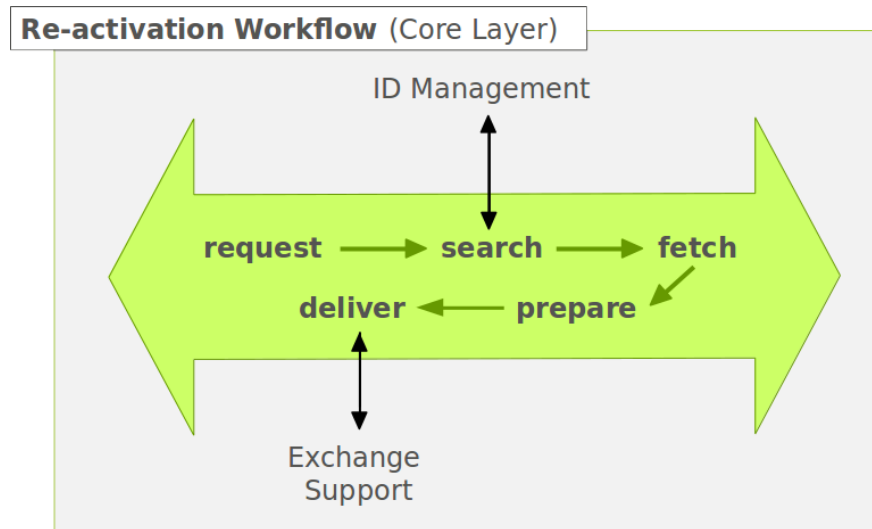 Re-activation Workflow (Core Layer)
ID Management
request search fetch
deliver prepare
Exchange
Support